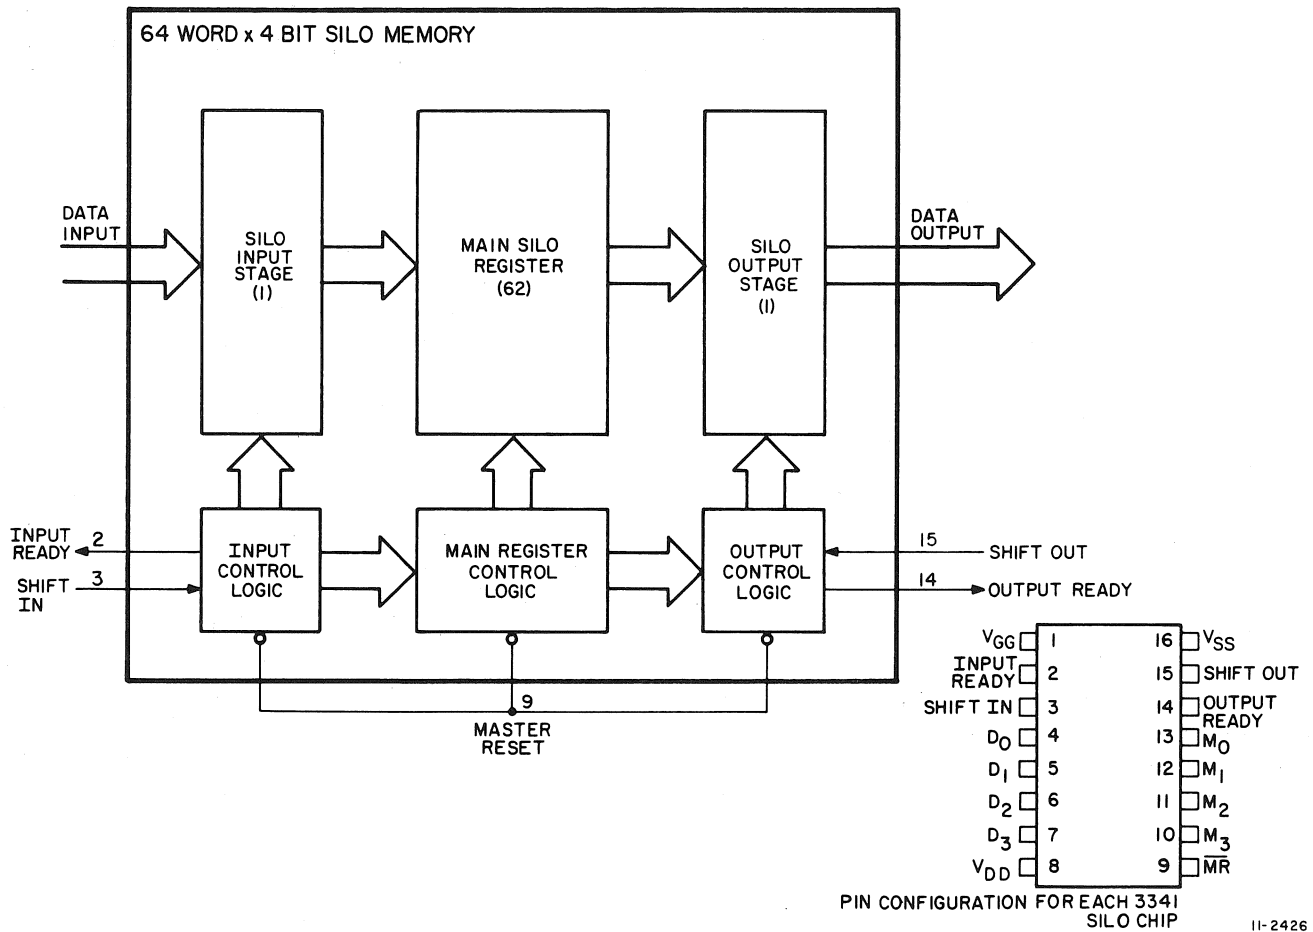 64 WORD x 4 BIT SILO MEMORY
DATA
INPUT
SILO
INPUT
STAGE
(1)
MAIN SILO
REGISTER
(62)
SILO
OUTPUT
STAGE
(1)
DATA
OUTPUT
INPUT
READY
2
SHIFT
IN
3
INPUT
CONTROL
LOGIC
MAIN REGISTER
CONTROL
LOGIC
OUTPUT
CONTROL
LOGIC
15
SHIFT OUT
14
OUTPUT READY
9
MASTER
RESET
VGG 1 16 VSS
INPUT
READY 2 15 SHIFT OUT
SHIFT IN 3 14 OUTPUT
READY
D0 4 13 M0
D1 5 12 M1
D2 6 11 M2
D3 7 10 M3
VDD 8 9 M̅R̅
PIN CONFIGURATION FOR EACH 3341
SILO CHIP
11-2426